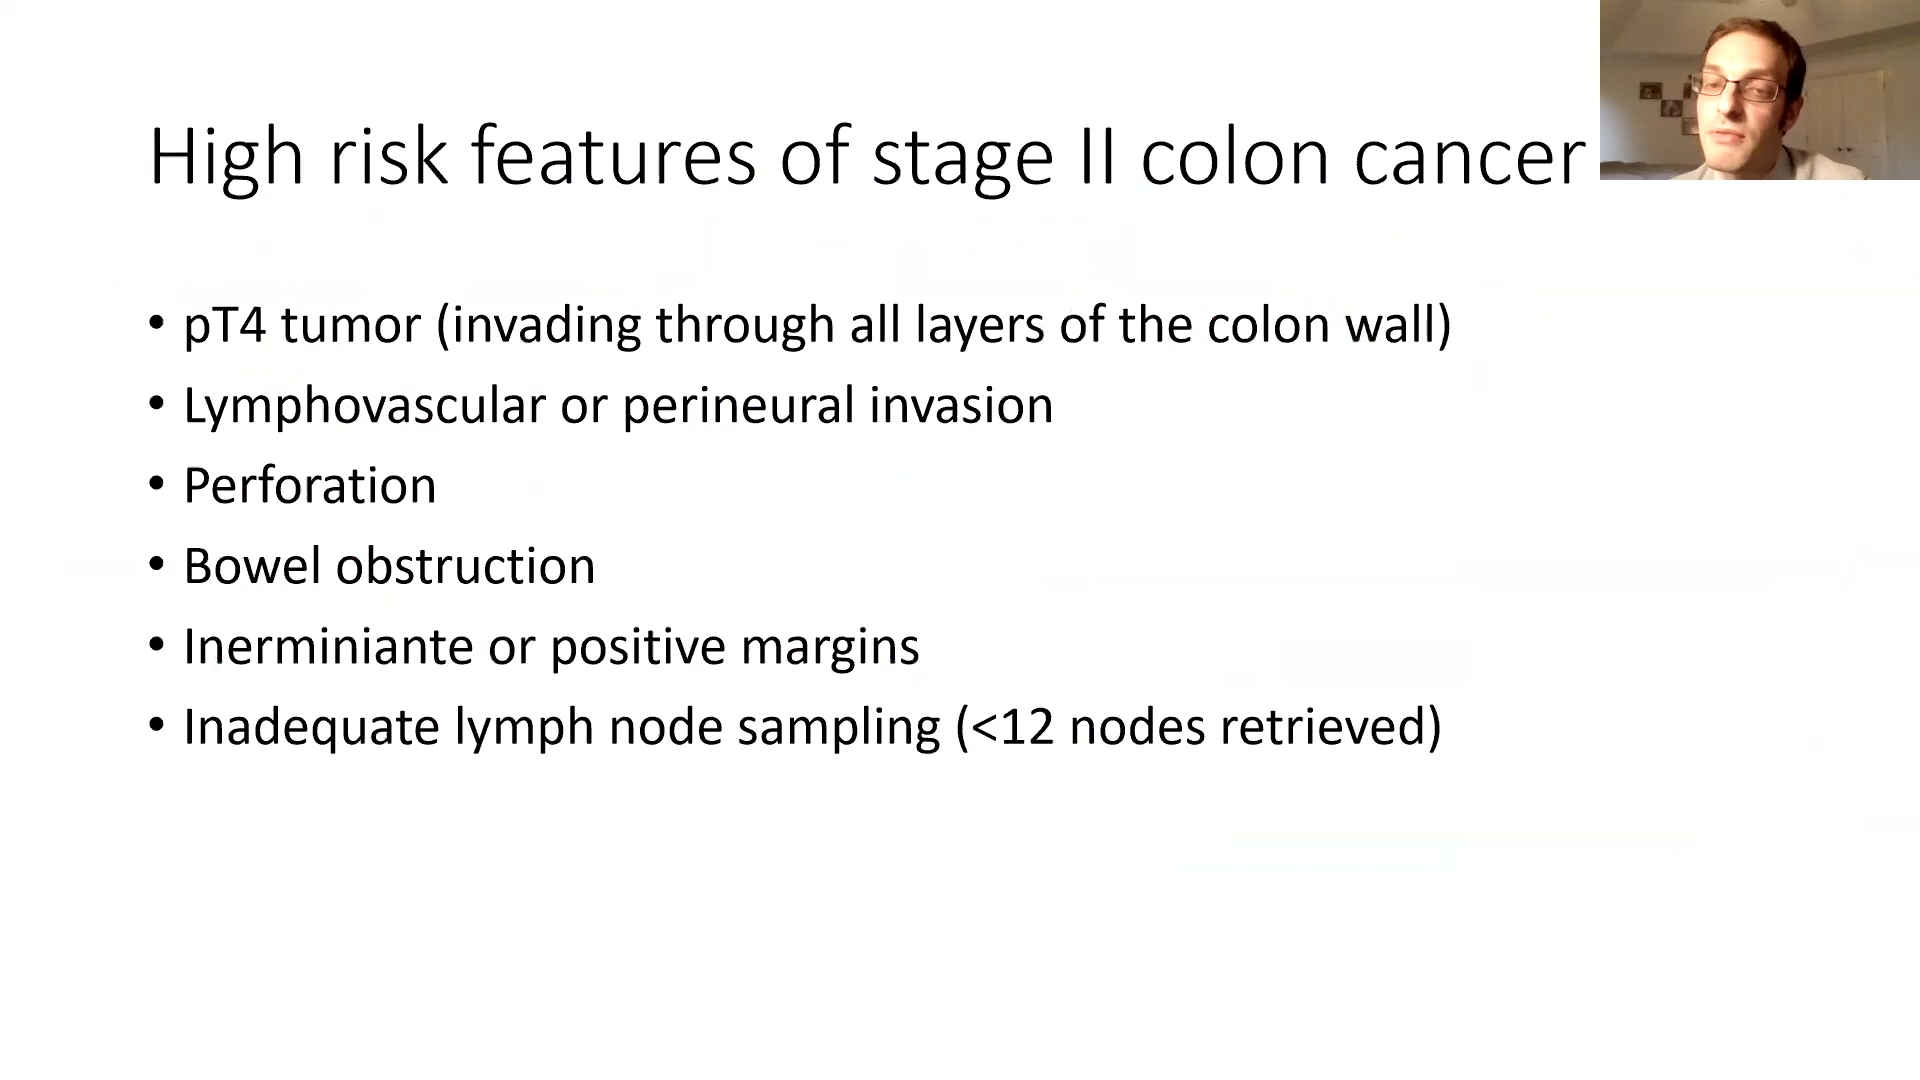 High risk features of stage II colon cancer
• pT4 tumor (invading through all layers of the colon wall)
• Lymphovascular or perineural invasion
• Perforation
• Bowel obstruction
• Inerminiante or positive margins
• Inadequate lymph node sampling (<12 nodes retrieved)